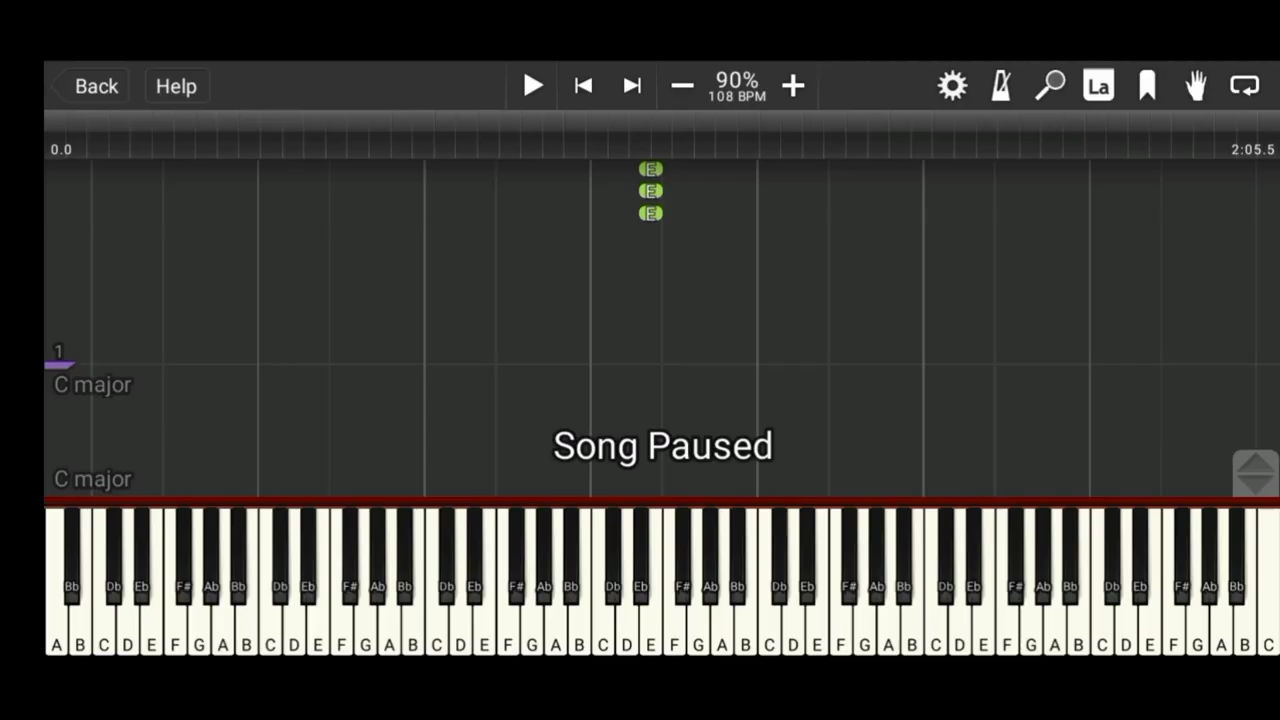 Back Help 90% La
108 BPM
0.0 2:05.5
E
E
E
1
C major
Song Paused
C major
Bb Db Eb F# Ab Bb Db Eb F# Ab Bb Db Eb F# Ab Bb Db Eb F# Ab Bb Db Eb F# Ab Bb Db Eb F# Ab Bb Db Eb F# Ab Bb
A B C D E F G A B C D E F G A B C D E F G A B C D E F G A B C D E F G A B C D E F G A B C D E F G A B C